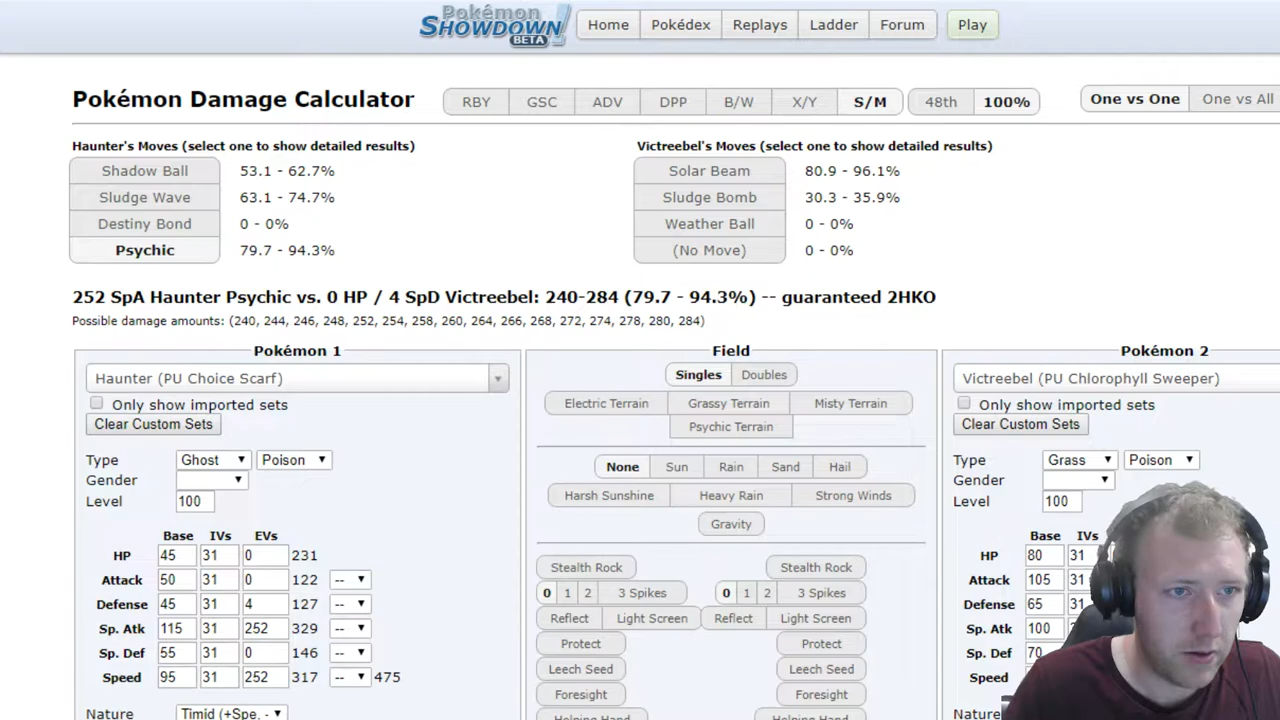 Pokémon
SHOWDOWN!
BETA
Home Pokédex Replays Ladder Forum Play
Pokémon Damage Calculator RBY GSC ADV DPP B/W X/Y S/M 48th 100% One vs One One vs All
Haunter's Moves (select one to show detailed results) Victreebel's Moves (select one to show detailed results)
Shadow Ball 53.1 - 62.7% Solar Beam 80.9 - 96.1%
Sludge Wave 63.1 - 74.7% Sludge Bomb 30.3 - 35.9%
Destiny Bond 0 - 0% Weather Ball 0 - 0%
Psychic 79.7 - 94.3% (No Move) 0 - 0%
252 SpA Haunter Psychic vs. 0 HP / 4 SpD Victreebel: 240-284 (79.7 - 94.3%) -- guaranteed 2HKO
Possible damage amounts: (240, 244, 246, 248, 252, 254, 258, 260, 264, 266, 268, 272, 274, 278, 280, 284)
Pokémon 1 Field Pokémon 2
Haunter (PU Choice Scarf) Singles Doubles Victreebel (PU Chlorophyll Sweeper)
Only show imported sets Electric Terrain Grassy Terrain Misty Terrain Only show imported sets
Clear Custom Sets Psychic Terrain Clear Custom Sets
Type Ghost Poison None Sun Rain Sand Hail Type Grass Poison
Gender Harsh Sunshine Heavy Rain Strong Winds Gender
Level 100 Gravity Level 100
Base IVs EVs Base IVs
HP 45 31 0 231 Stealth Rock Stealth Rock HP 80 31
Attack 50 31 0 122 -- 0 1 2 3 Spikes 0 1 2 3 Spikes Attack 105
Defense 45 31 4 127 -- Reflect Light Screen Reflect Light Screen Defense 65
Sp. Atk 115 31 252 329 -- Protect Protect Sp. Atk 100
Sp. Def 55 31 0 146 -- Leech Seed Leech Seed Sp. Def 70
Speed 95 31 252 317 -- 475 Foresight Foresight Speed
Nature Timid (+Spe, - Helping Hand Helping Hand Nature